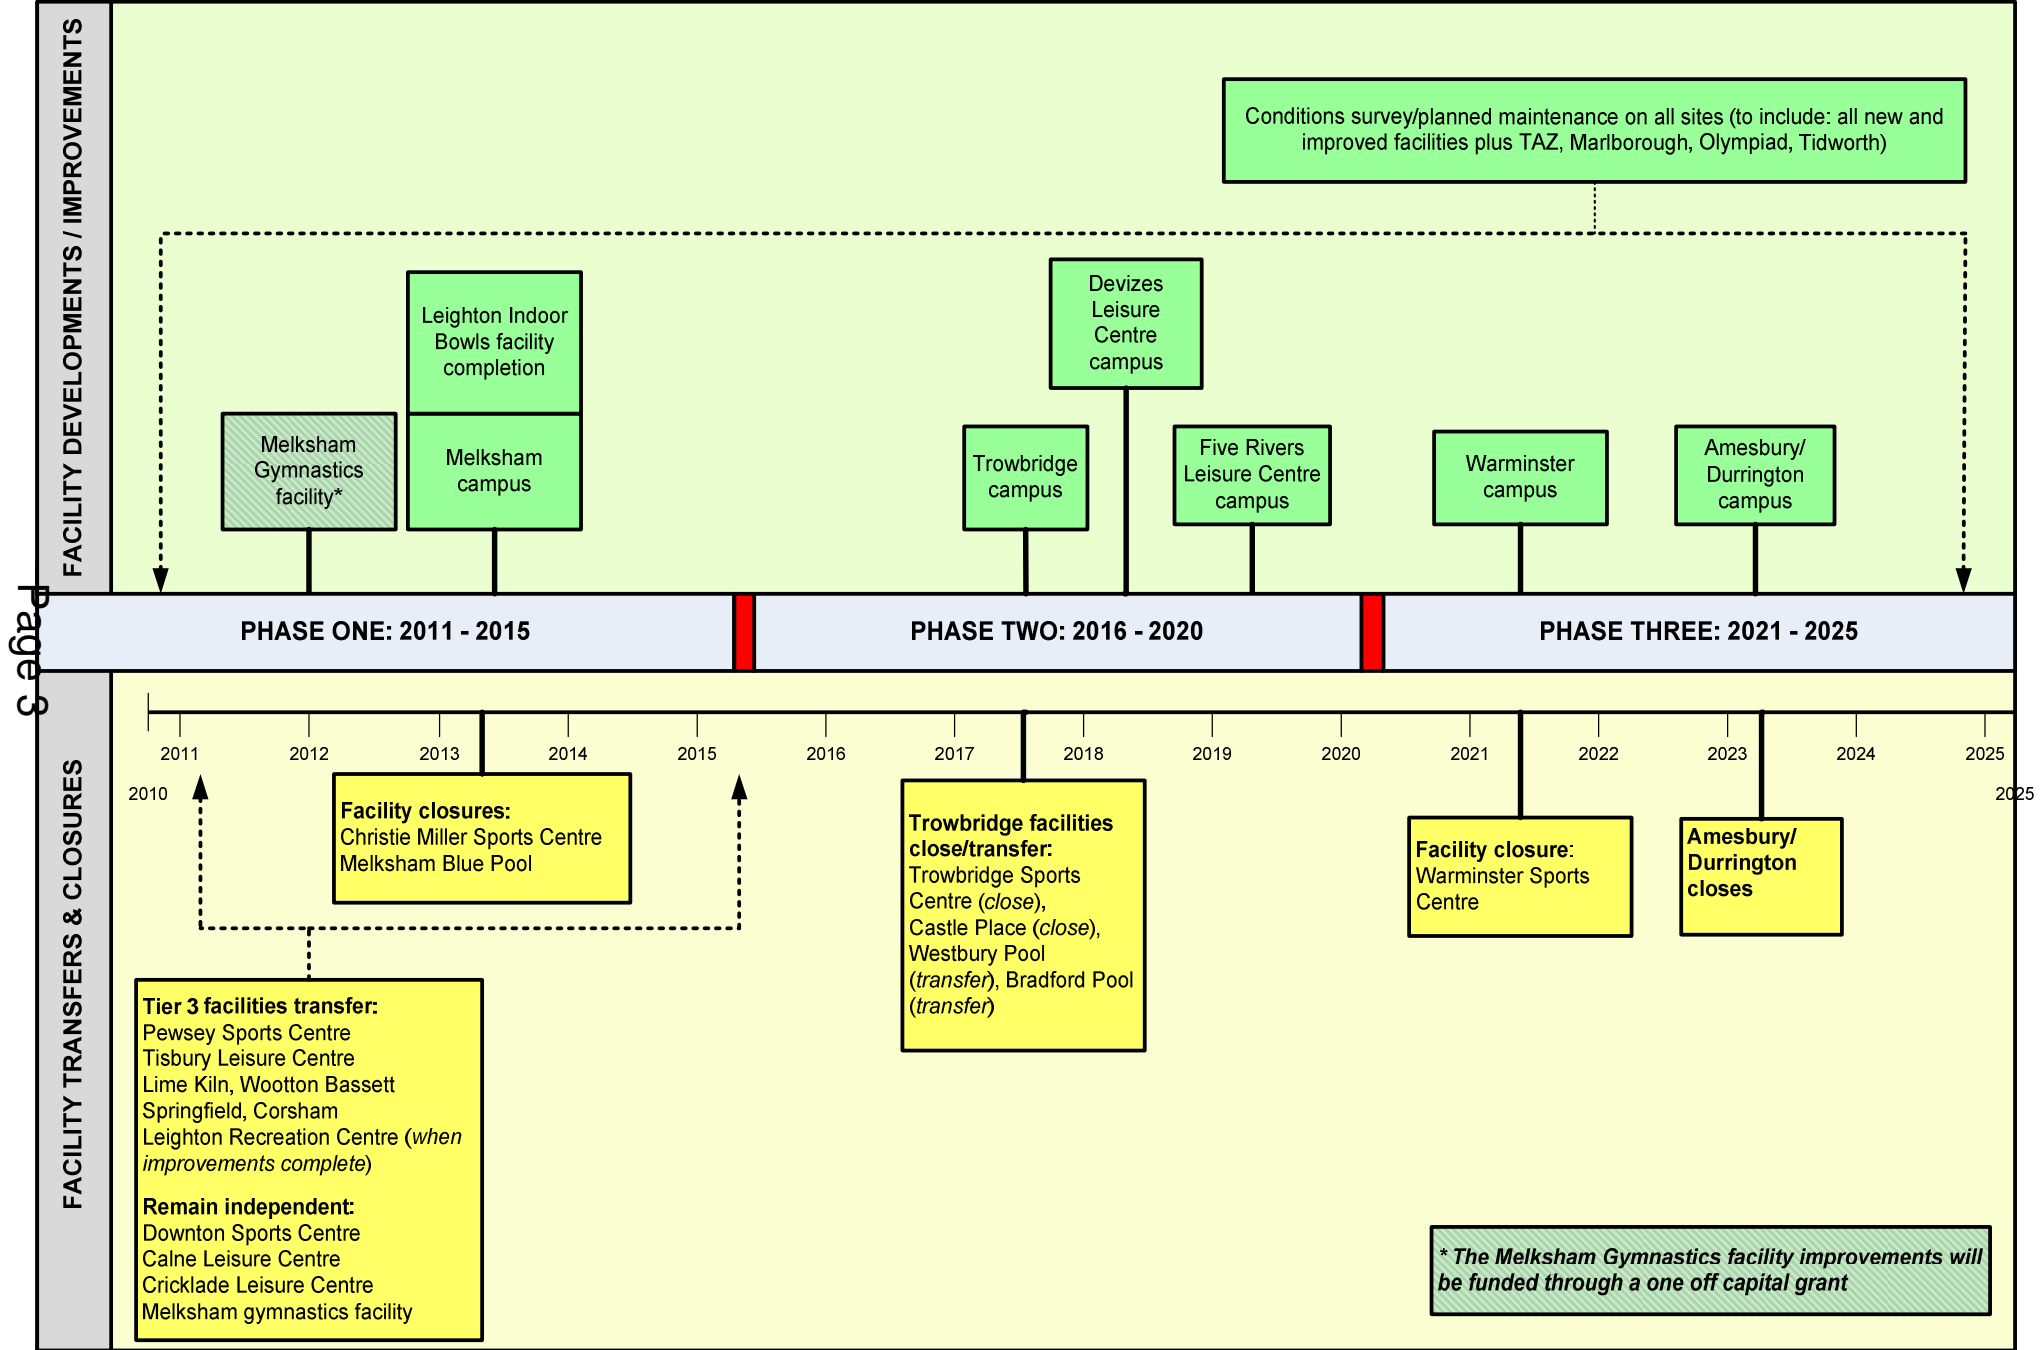 FACILITY DEVELOPMENTS / IMPROVEMENTS
Conditions survey/planned maintenance on all sites (to include: all new and
improved facilities plus TAZ, Marlborough, Olympiad, Tidworth)
Leighton Indoor
Bowls facility
completion
Melksham
Gymnastics
facility*
Melksham
campus
Trowbridge
campus
Devizes
Leisure
Centre
campus
Five Rivers
Leisure Centre
campus
Warminster
campus
Amesbury/
Durrington
campus
Page 3
PHASE ONE: 2011 - 2015
PHASE TWO: 2016 - 2020
PHASE THREE: 2021 - 2025
FACILITY TRANSFERS & CLOSURES
2011
2012
2013
2014
2015
2016
2017
2018
2019
2020
2021
2022
2023
2024
2025
2010
2025
Facility closures:
Christie Miller Sports Centre
Melksham Blue Pool
Trowbridge facilities
close/transfer:
Trowbridge Sports
Centre (close),
Castle Place (close),
Westbury Pool
(transfer), Bradford Pool
(transfer)
Facility closure:
Warminster Sports
Centre
Amesbury/
Durrington
closes
Tier 3 facilities transfer:
Pewsey Sports Centre
Tisbury Leisure Centre
Lime Kiln, Wootton Bassett
Springfield, Corsham
Leighton Recreation Centre (when
improvements complete)
Remain independent:
Downton Sports Centre
Calne Leisure Centre
Cricklade Leisure Centre
Melksham gymnastics facility
* The Melksham Gymnastics facility improvements will
be funded through a one off capital grant